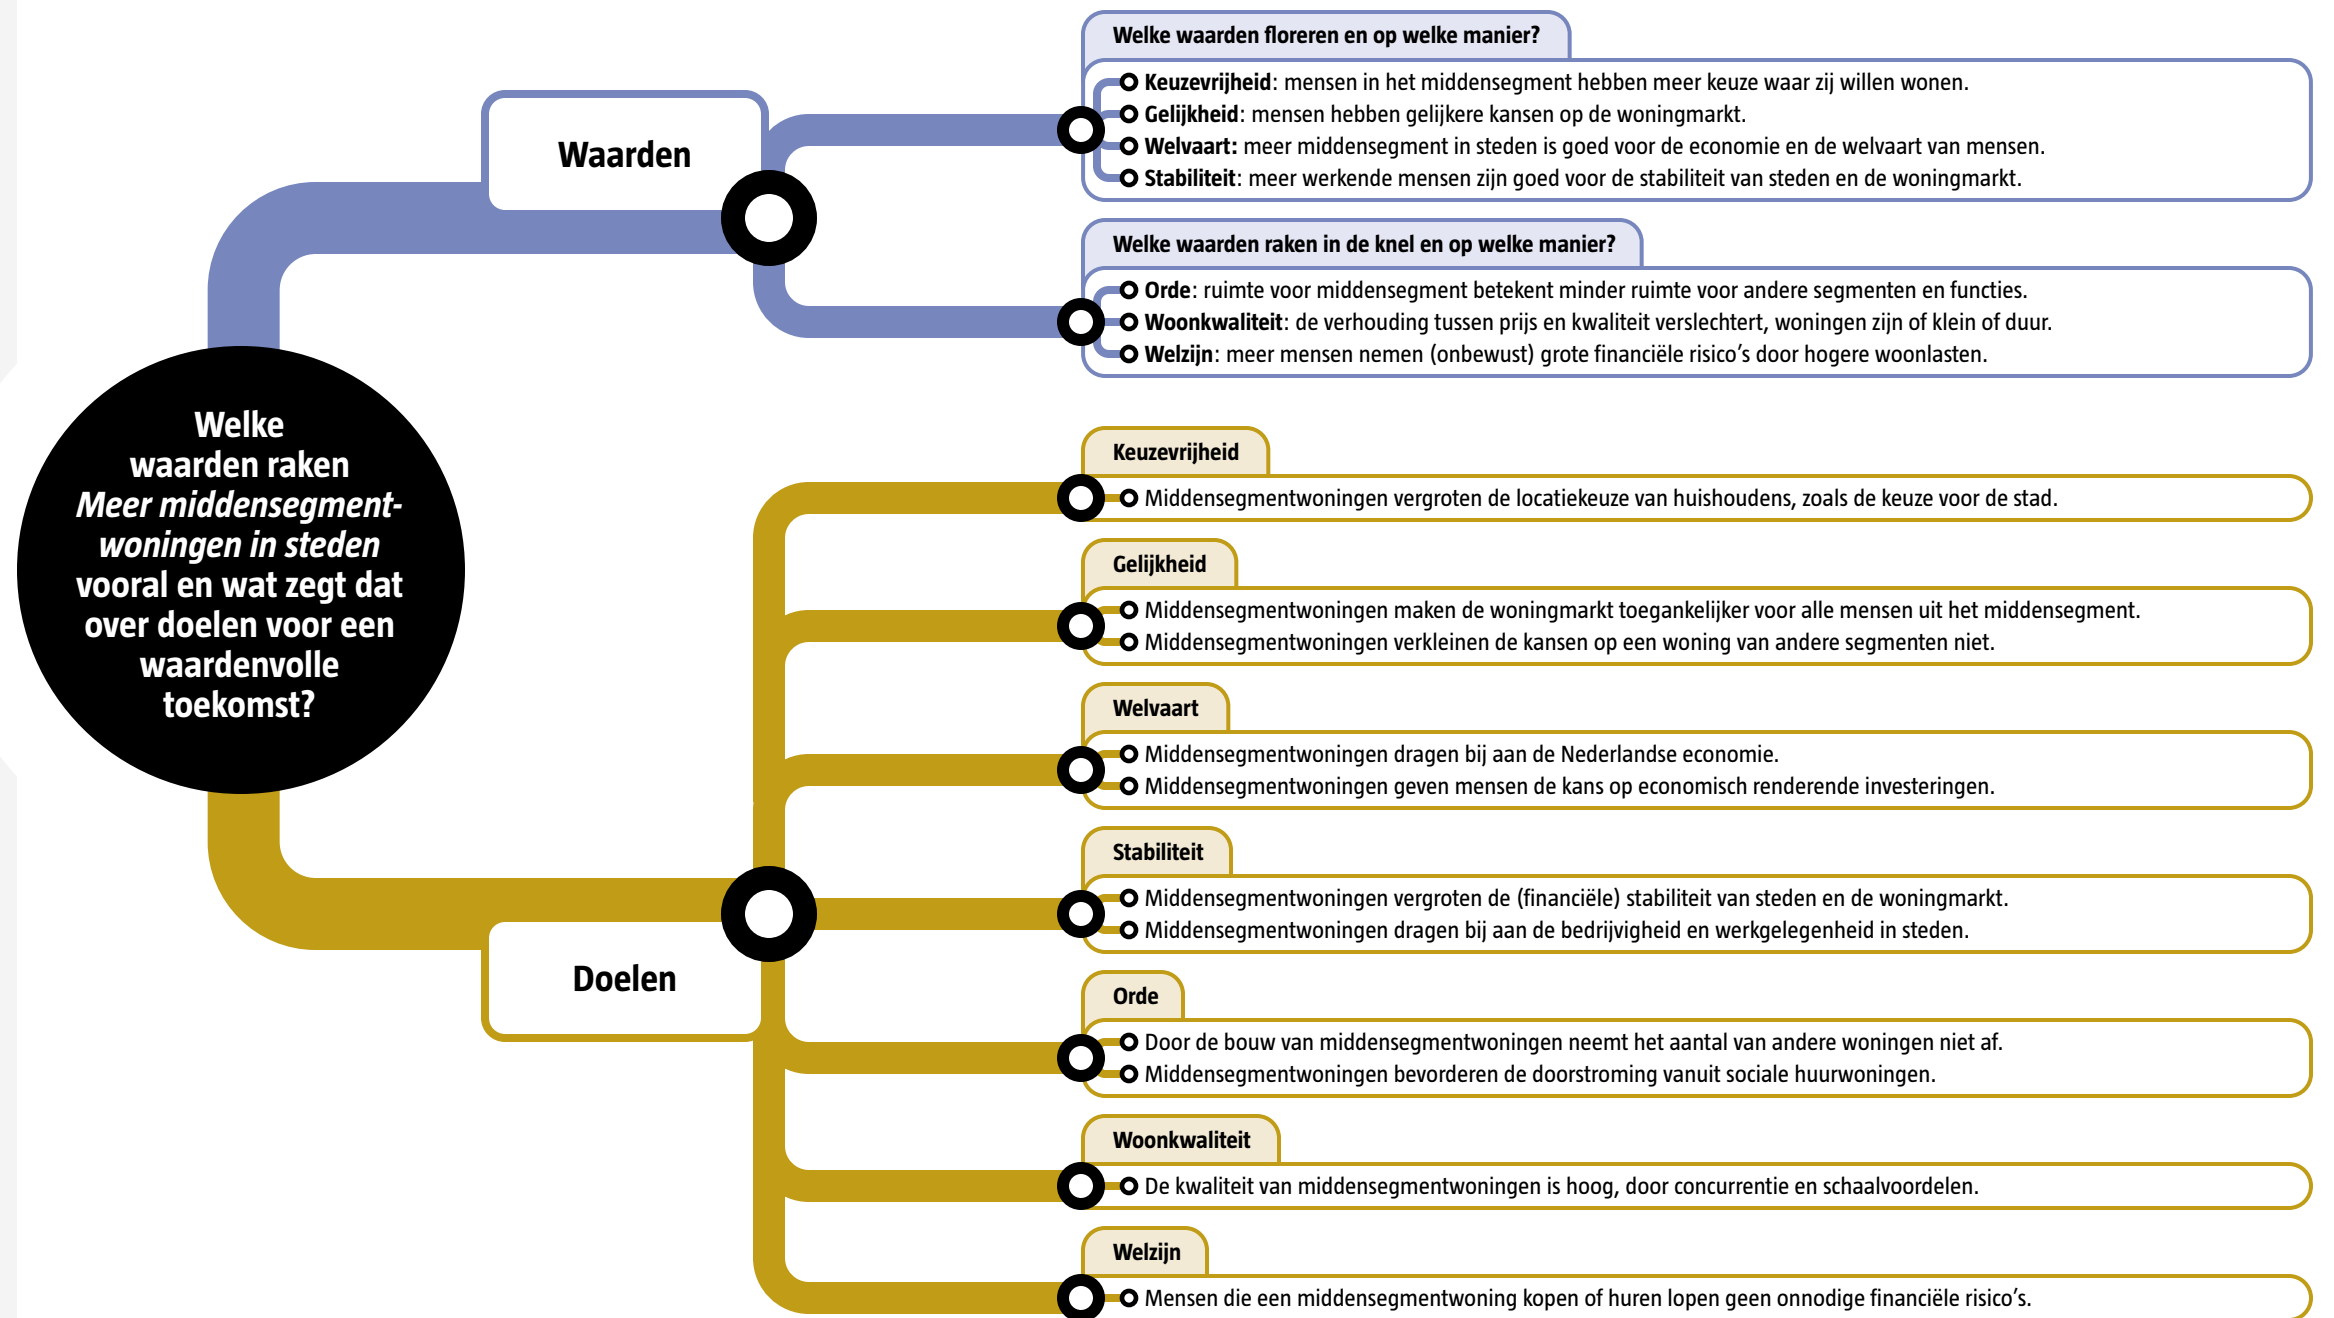 Welke
waarden raken
Meer middensegment-
woningen in steden
vooral en wat zegt dat
over doelen voor een
waardenvolle
toekomst?
Waarden
Welke waarden floreren en op welke manier?
Keuzevrijheid: mensen in het middensegment hebben meer keuze waar zij willen wonen.
Gelijkheid: mensen hebben gelijkere kansen op de woningmarkt.
Welvaart: meer middensegment in steden is goed voor de economie en de welvaart van mensen.
Stabiliteit: meer werkende mensen zijn goed voor de stabiliteit van steden en de woningmarkt.
Welke waarden raken in de knel en op welke manier?
Orde: ruimte voor middensegment betekent minder ruimte voor andere segmenten en functies.
Woonkwaliteit: de verhouding tussen prijs en kwaliteit verslechtert, woningen zijn of klein of duur.
Welzijn: meer mensen nemen (onbewust) grote financiële risico's door hogere woonlasten.
Doelen
Keuzevrijheid
Middensegmentwoningen vergroten de locatiekeuze van huishoudens, zoals de keuze voor de stad.
Gelijkheid
Middensegmentwoningen maken de woningmarkt toegankelijker voor alle mensen uit het middensegment.
Middensegmentwoningen verkleinen de kansen op een woning van andere segmenten niet.
Welvaart
Middensegmentwoningen dragen bij aan de Nederlandse economie.
Middensegmentwoningen geven mensen de kans op economisch renderende investeringen.
Stabiliteit
Middensegmentwoningen vergroten de (financiële) stabiliteit van steden en de woningmarkt.
Middensegmentwoningen dragen bij aan de bedrijvigheid en werkgelegenheid in steden.
Orde
Door de bouw van middensegmentwoningen neemt het aantal van andere woningen niet af.
Middensegmentwoningen bevorderen de doorstroming vanuit sociale huurwoningen.
Woonkwaliteit
De kwaliteit van middensegmentwoningen is hoog, door concurrentie en schaalvoordelen.
Welzijn
Mensen die een middensegmentwoning kopen of huren lopen geen onnodige financiële risico's.